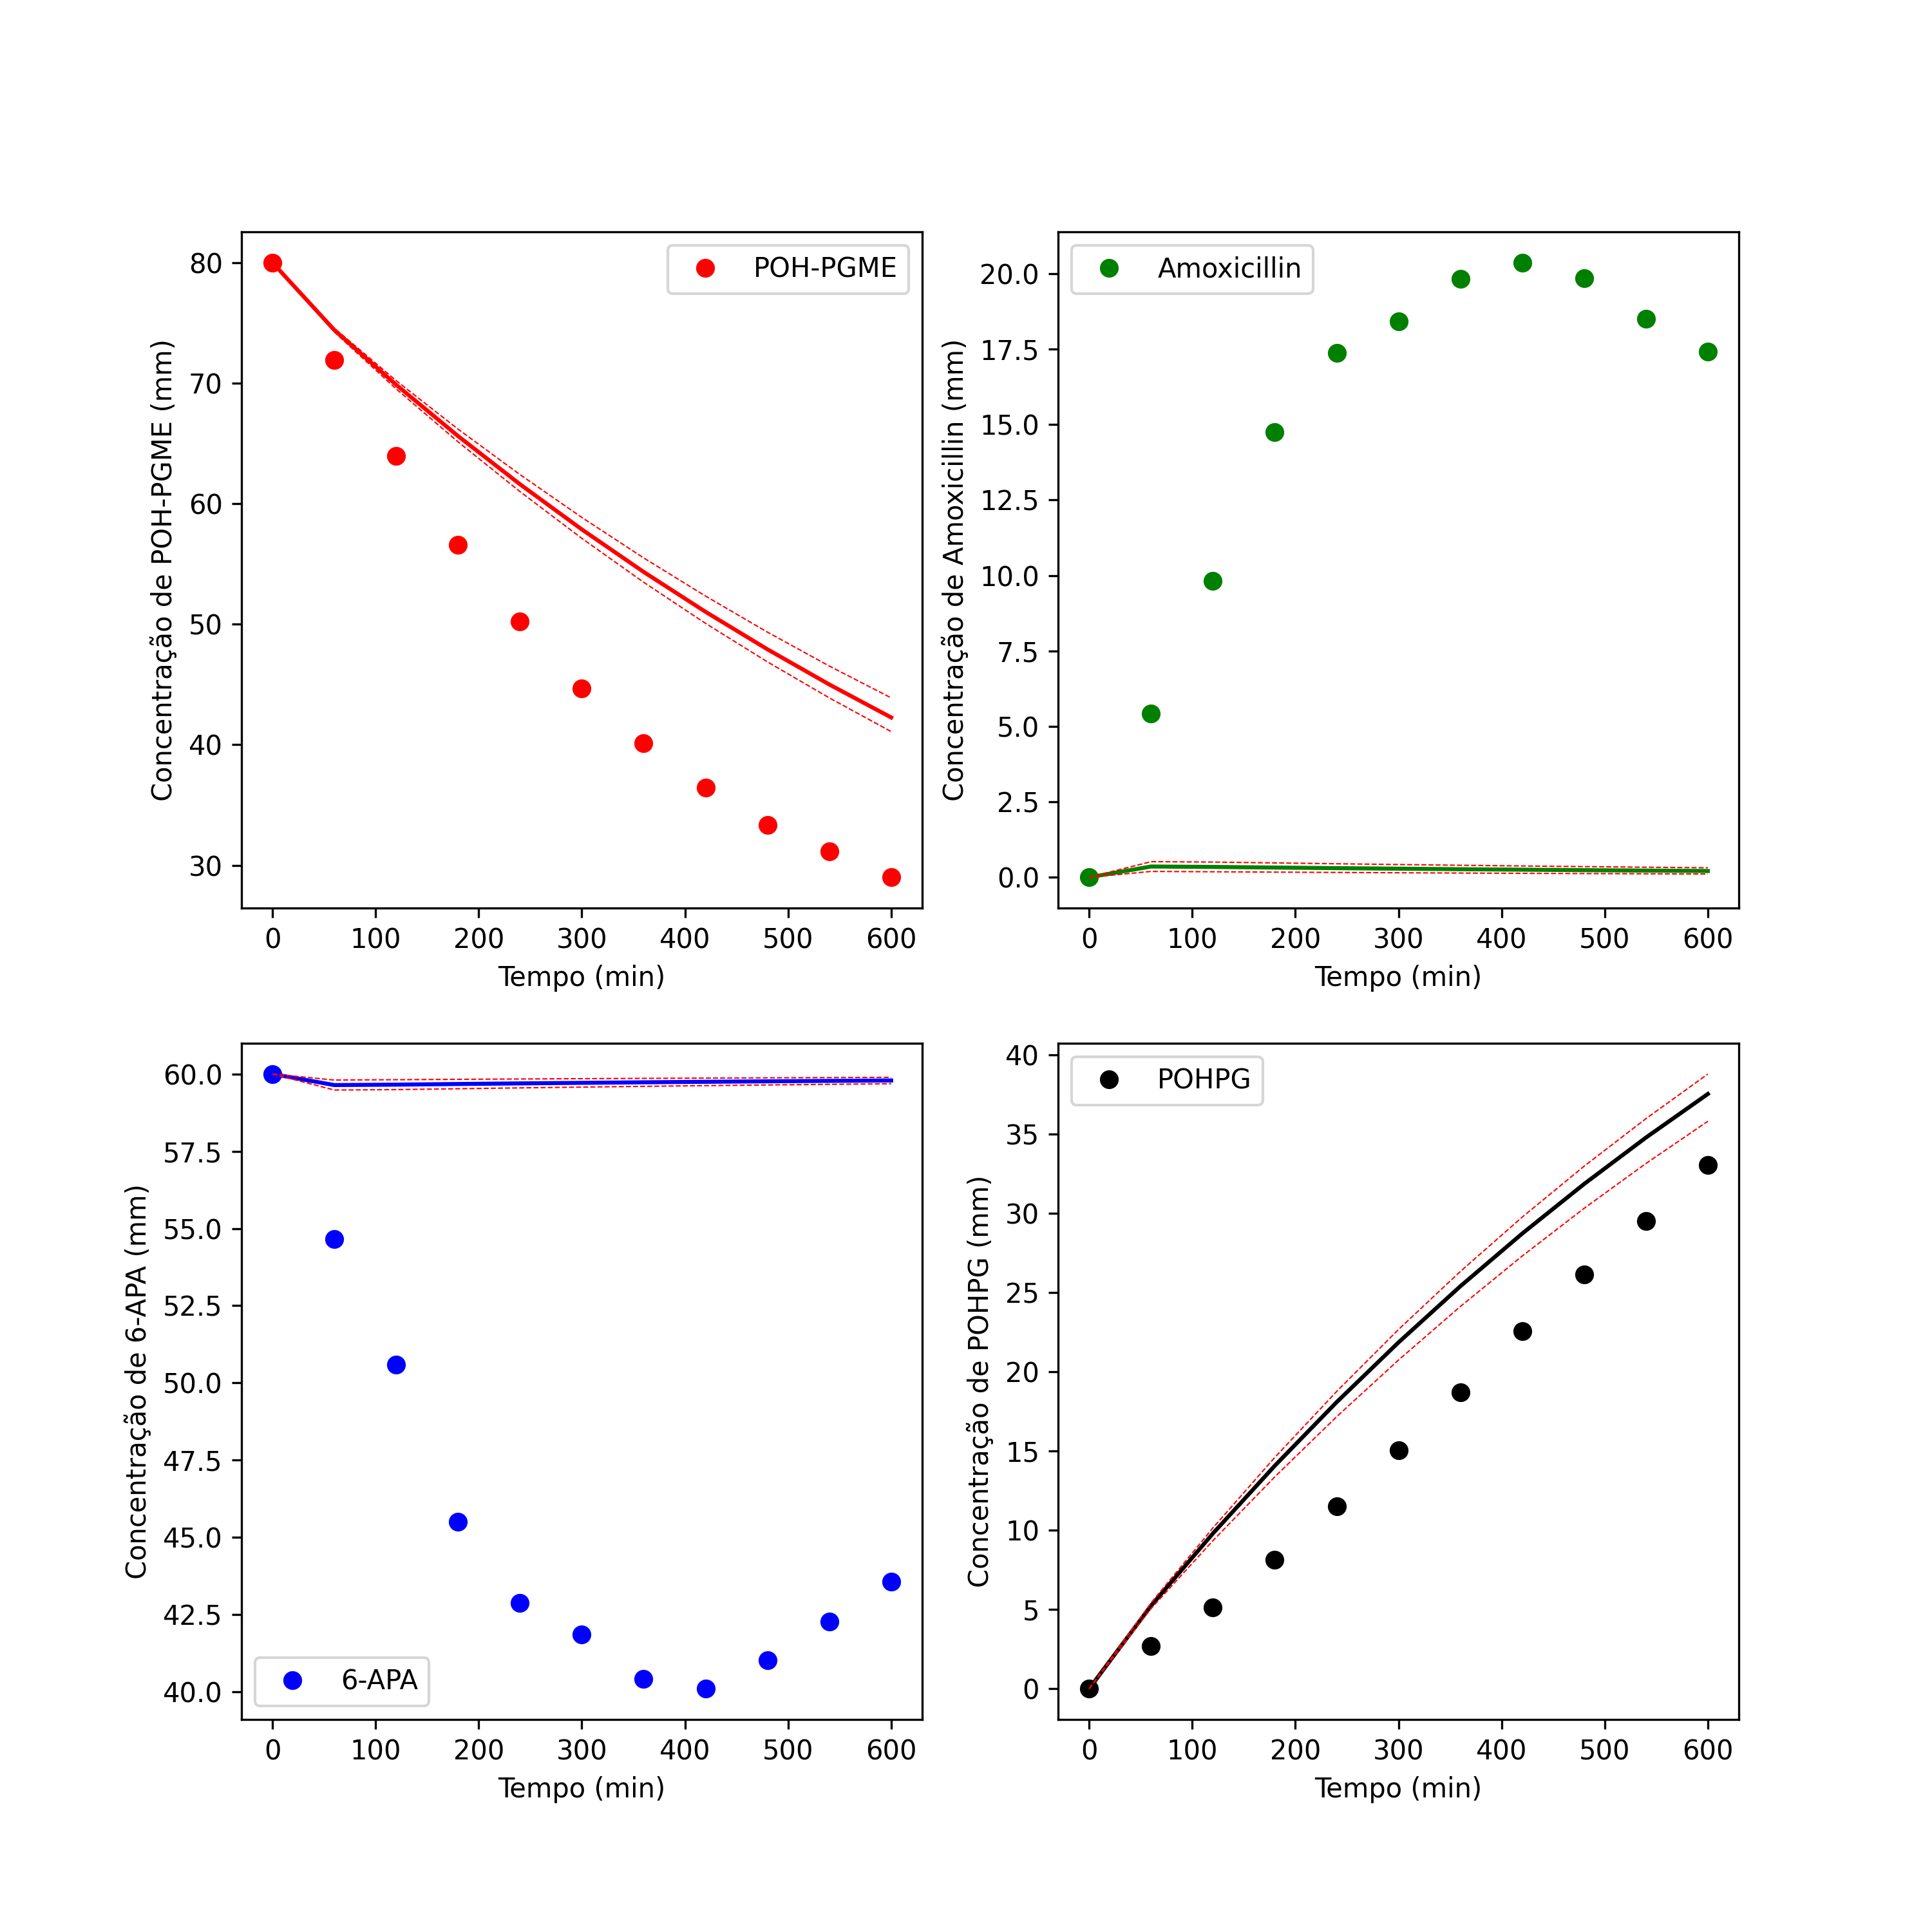 POH-PGME
80
70
60
50
40
30
Concentração de POH-PGME (mm)
0 100 200 300 400 500 600
Tempo (min)
Amoxicillin
20.0
17.5
15.0
12.5
10.0
7.5
5.0
2.5
0.0
Concentração de Amoxicillin (mm)
0 100 200 300 400 500 600
Tempo (min)
60.0
57.5
55.0
52.5
50.0
47.5
45.0
42.5
40.0
Concentração de 6-APA (mm)
6-APA
0 100 200 300 400 500 600
Tempo (min)
POHPG
40
35
30
25
20
15
10
5
0
Concentração de POHPG (mm)
0 100 200 300 400 500 600
Tempo (min)